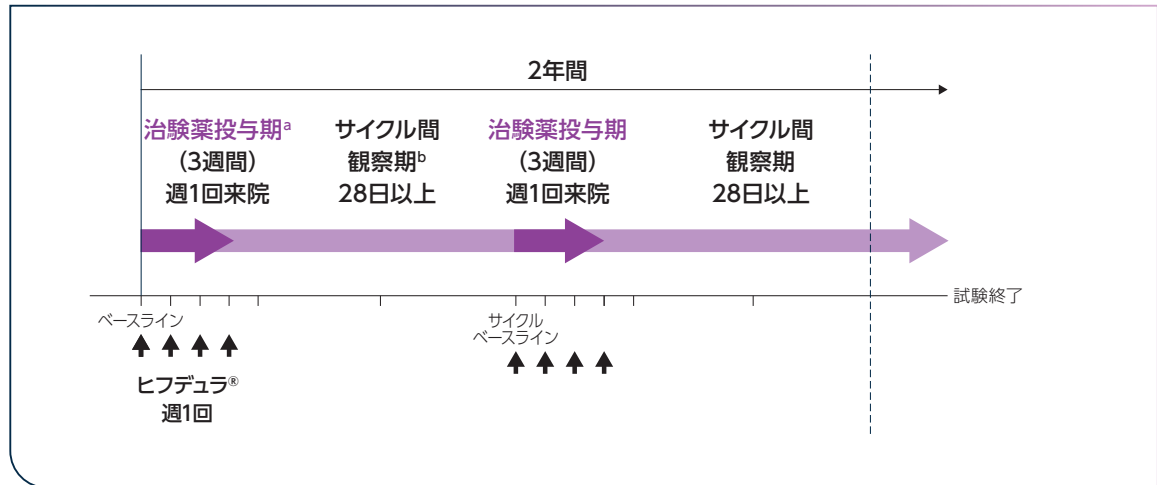 2年間
治験薬投与期a
(3週間)
週1回来院
サイクル間
観察期b
28日以上
治験薬投与期
(3週間)
週1回来院
サイクル間
観察期
28日以上
試験終了
ベースライン
サイクル
ベースライン
ヒフデュラ®
週1回